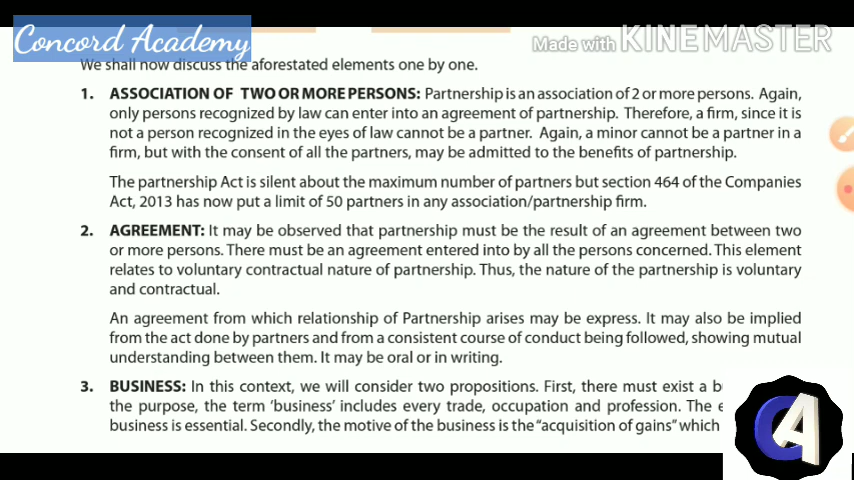 Concord Academy
Made with KINEMASTER
We shall now discuss the aforestated elements one by one.
1. ASSOCIATION OF TWO OR MORE PERSONS: Partnership is an association of 2 or more persons. Again,
only persons recognized by law can enter into an agreement of partnership. Therefore, a firm, since it is
not a person recognized in the eyes of law cannot be a partner. Again, a minor cannot be a partner in a
firm, but with the consent of all the partners, may be admitted to the benefits of partnership.
The partnership Act is silent about the maximum number of partners but section 464 of the Companies
Act, 2013 has now put a limit of 50 partners in any association/partnership firm.
2. AGREEMENT: It may be observed that partnership must be the result of an agreement between two
or more persons. There must be an agreement entered into by all the persons concerned. This element
relates to voluntary contractual nature of partnership. Thus, the nature of the partnership is voluntary
and contractual.
An agreement from which relationship of Partnership arises may be express. It may also be implied
from the act done by partners and from a consistent course of conduct being followed, showing mutual
understanding between them. It may be oral or in writing.
3. BUSINESS: In this context, we will consider two propositions. First, there must exist a
the purpose, the term 'business' includes every trade, occupation and profession. The
business is essential. Secondly, the motive of the business is the "acquisition of gains" which
CA